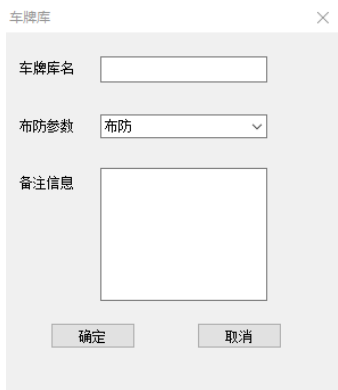 车牌库
车牌库名
布防参数 布防
备注信息
确定 取消